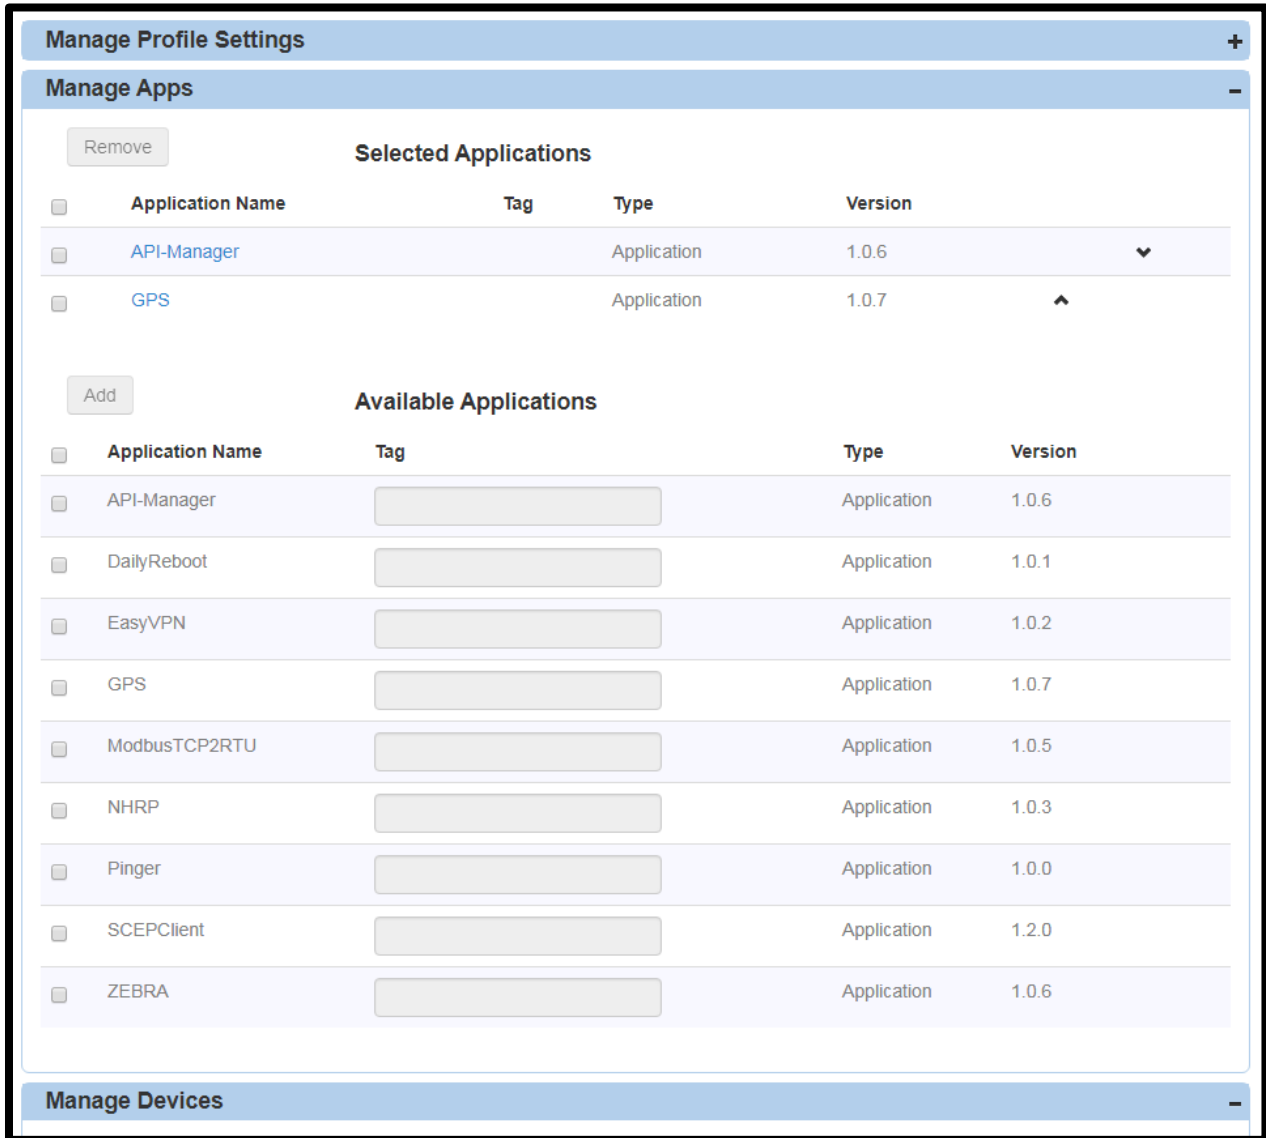 Manage Profile Settings
Manage Apps
Remove
Selected Applications
Application Name Tag Type Version
API-Manager Application 1.0.6
GPS Application 1.0.7
Add
Available Applications
Application Name Tag Type Version
API-Manager Application 1.0.6
DailyReboot Application 1.0.1
EasyVPN Application 1.0.2
GPS Application 1.0.7
ModbusTCP2RTU Application 1.0.5
NHRP Application 1.0.3
Pinger Application 1.0.0
SCEPClient Application 1.2.0
ZEBRA Application 1.0.6
Manage Devices